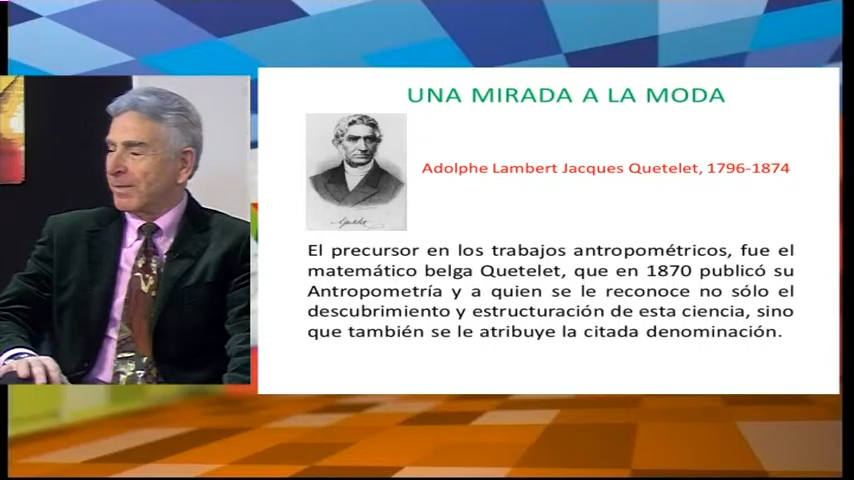 UNA MIRADA A LA MODA
Adolphe Lambert Jacques Quetelet, 1796-1874
El precursor en los trabajos antropométricos, fue el
matemático belga Quetelet, que en 1870 publicó su
Antropometría y a quien se le reconoce no sólo el
descubrimiento y estructuración de esta ciencia, sino
que también se le atribuye la citada denominación.